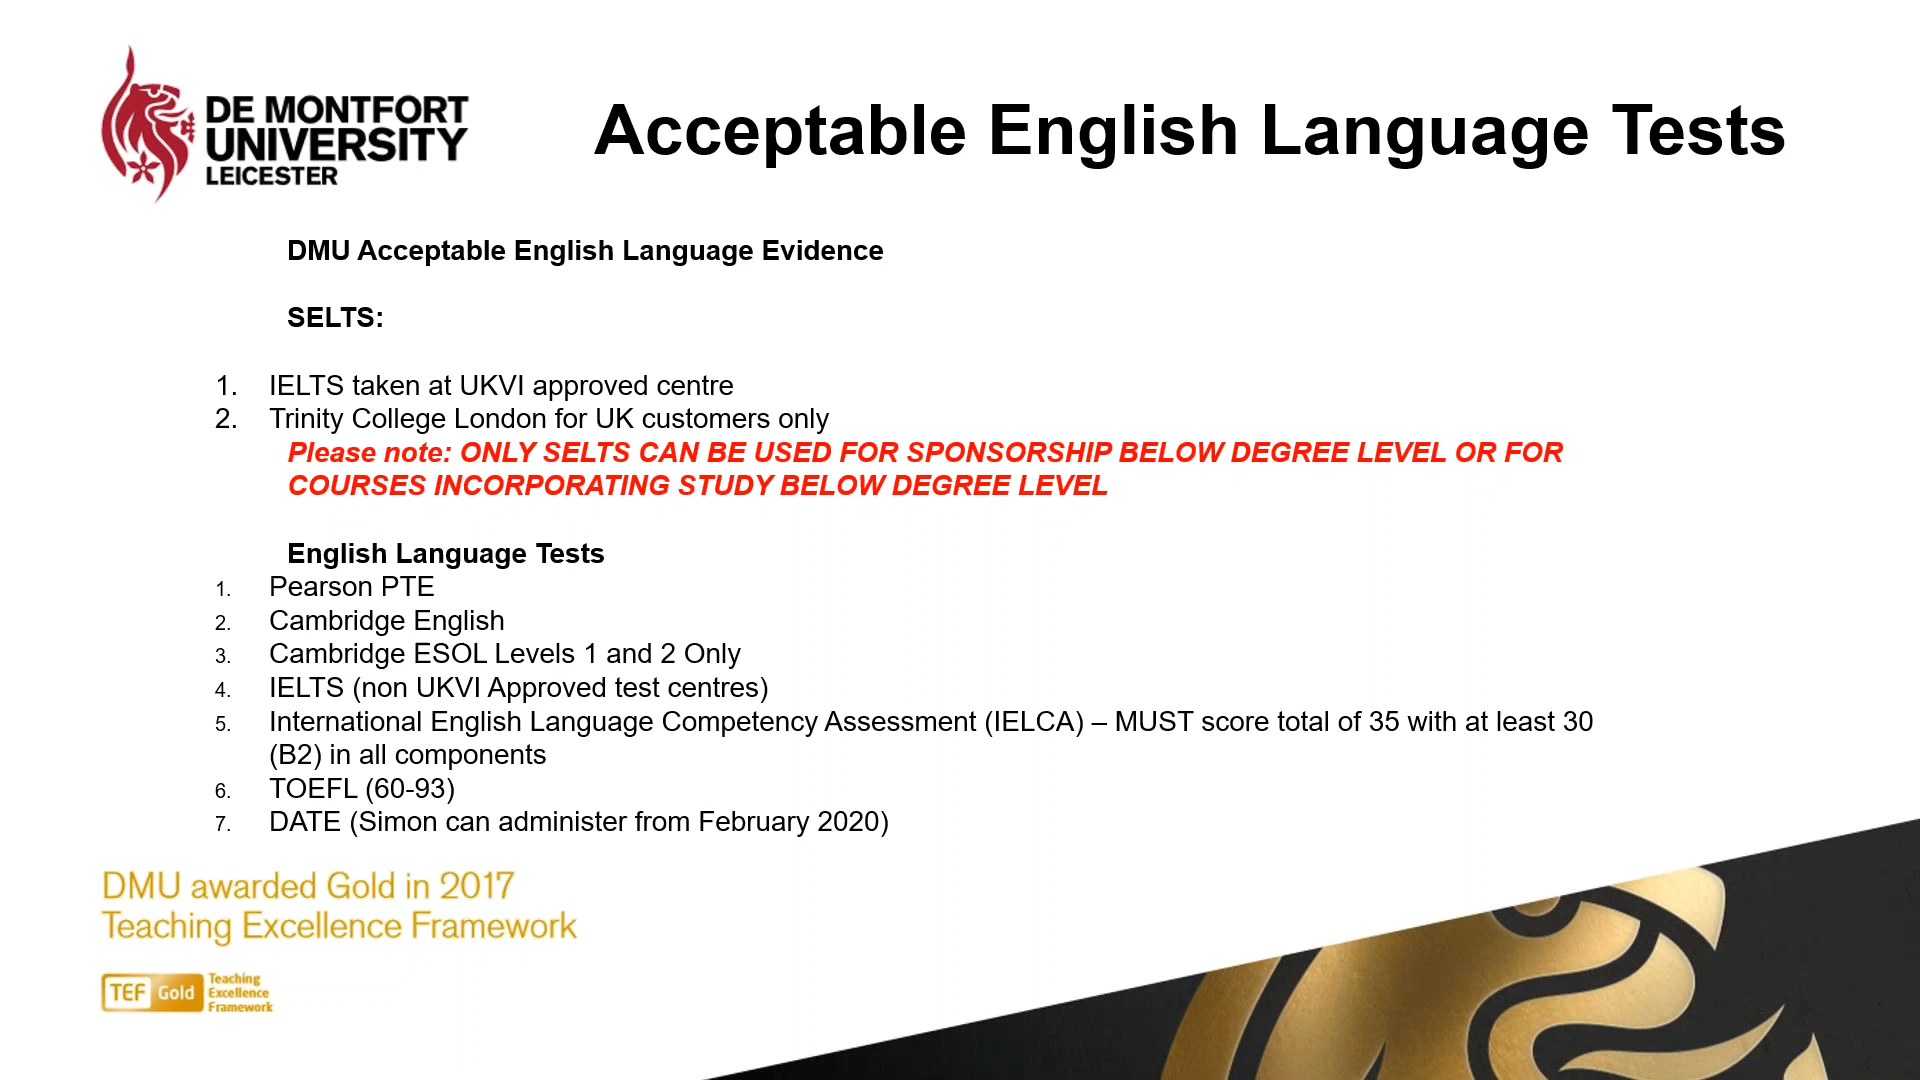 DE MONTFORT
UNIVERSITY
LEICESTER
Acceptable English Language Tests
DMU Acceptable English Language Evidence
SELTS:
1. IELTS taken at UKVI approved centre
2. Trinity College London for UK customers only
Please note: ONLY SELTS CAN BE USED FOR SPONSORSHIP BELOW DEGREE LEVEL OR FOR
COURSES INCORPORATING STUDY BELOW DEGREE LEVEL
English Language Tests
1. Pearson PTE
2. Cambridge English
3. Cambridge ESOL Levels 1 and 2 Only
4. IELTS (non UKVI Approved test centres)
5. International English Language Competency Assessment (IELCA) – MUST score total of 35 with at least 30
(B2) in all components
6. TOEFL (60-93)
7. DATE (Simon can administer from February 2020)
DMU awarded Gold in 2017
Teaching Excellence Framework
TEF Gold
Teaching
Excellence
Framework